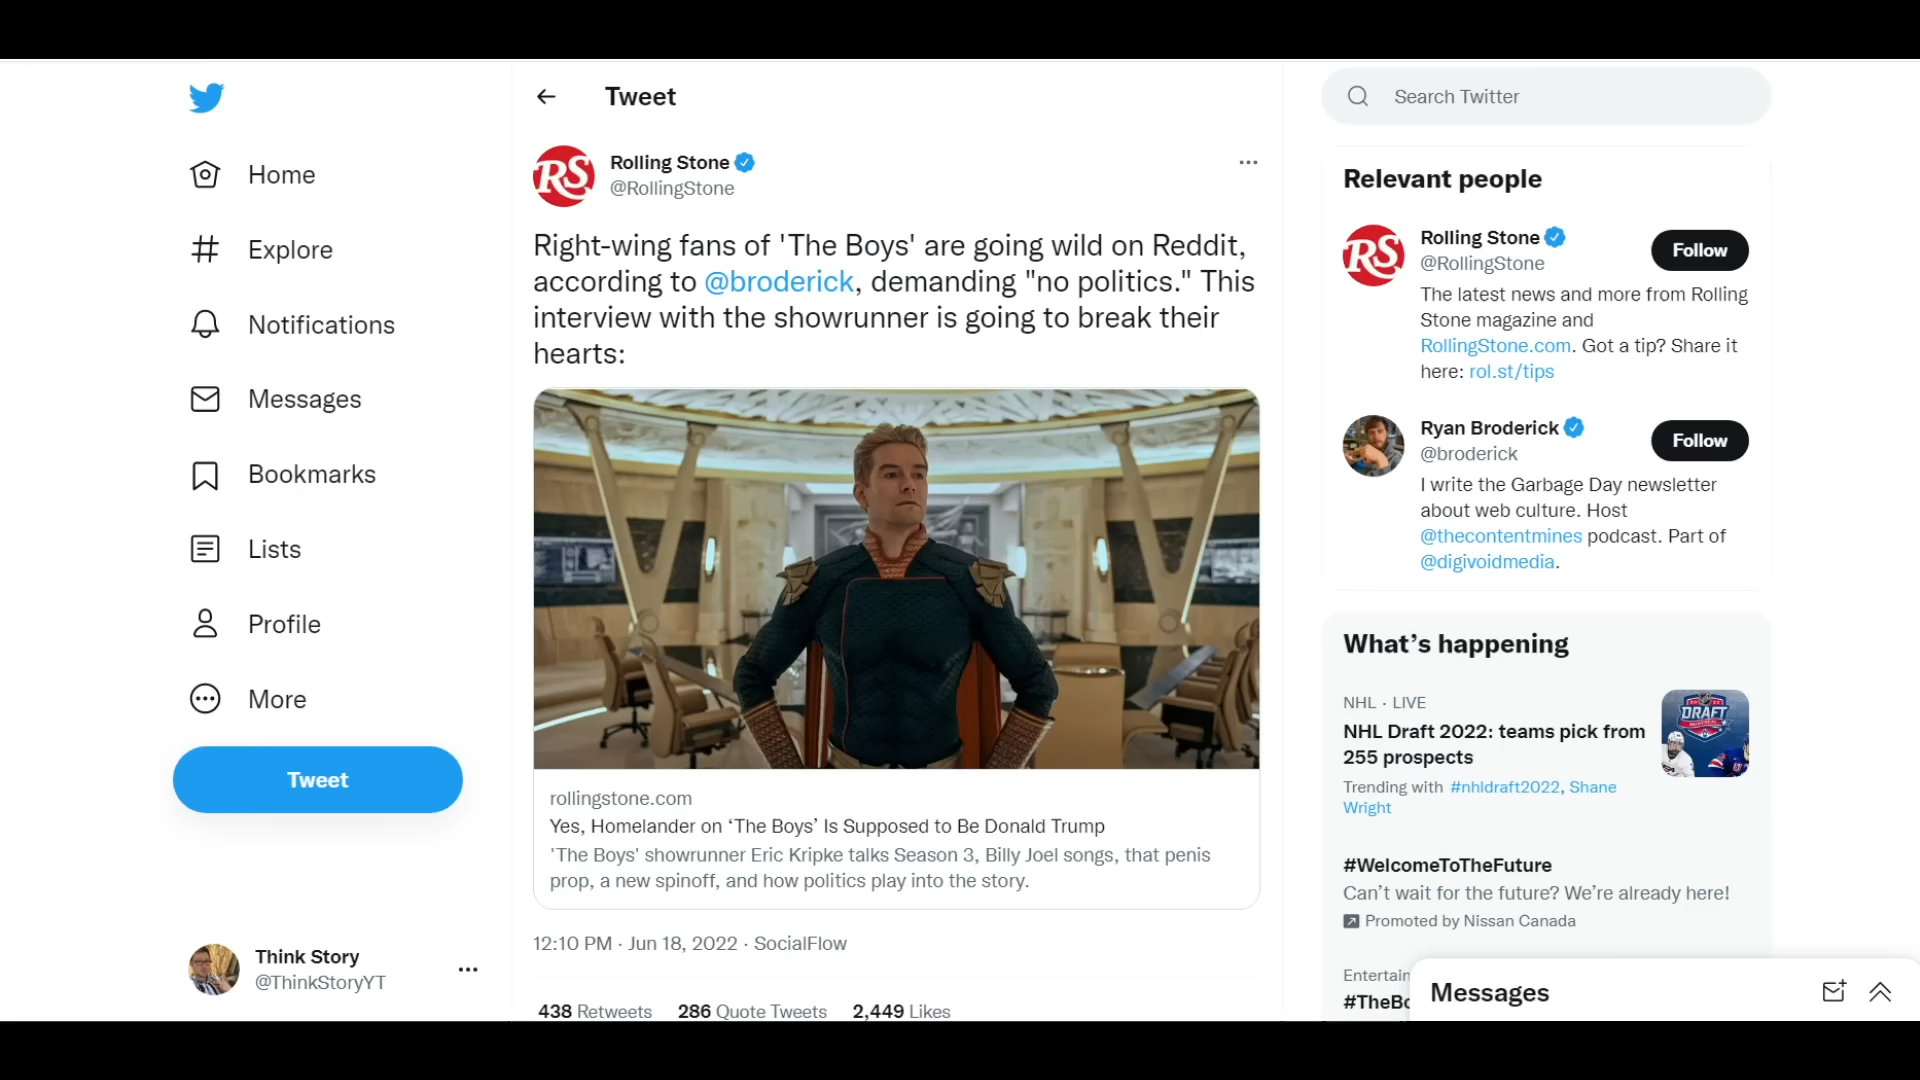 Home
Explore
Notifications
Messages
Bookmarks
Lists
Profile
More
Tweet
Think Story
@ThinkStoryYT
Tweet
RS
Rolling Stone
@RollingStone
Right-wing fans of 'The Boys' are going wild on Reddit,
according to @broderick, demanding "no politics." This
interview with the showrunner is going to break their
hearts:
rollingstone.com
Yes, Homelander on ‘The Boys’ Is Supposed to Be Donald Trump
'The Boys' showrunner Eric Kripke talks Season 3, Billy Joel songs, that penis
prop, a new spinoff, and how politics play into the story.
12:10 PM · Jun 18, 2022 · SocialFlow
438 Retweets 286 Quote Tweets 2,449 Likes
Search Twitter
Relevant people
RS
Rolling Stone
@RollingStone
Follow
The latest news and more from Rolling
Stone magazine and
RollingStone.com. Got a tip? Share it
here: rol.st/tips
Ryan Broderick
@broderick
Follow
I write the Garbage Day newsletter
about web culture. Host
@thecontentmines podcast. Part of
@digivoidmedia.
What’s happening
NHL · LIVE
NHL Draft 2022: teams pick from
255 prospects
Trending with #nhldraft2022, Shane
Wright
DRAFT
#WelcomeToTheFuture
Can’t wait for the future? We’re already here!
Promoted by Nissan Canada
Entertain
#TheBo
Messages